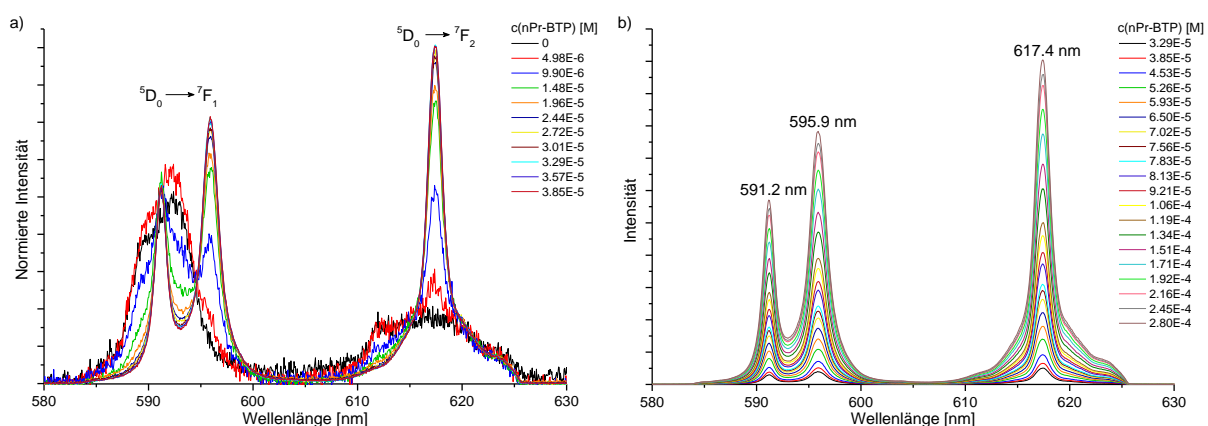 a)
⁵D₀ → ⁷F₁
⁵D₀ → ⁷F₂
c(nPr-BTP) [M]
0
4.98E-6
9.90E-6
1.48E-5
1.96E-5
2.44E-5
2.72E-5
3.01E-5
3.29E-5
3.57E-5
3.85E-5
Normierte Intensität
580
590
600
610
620
630
Wellenlänge [nm]
b)
591.2 nm
595.9 nm
617.4 nm
c(nPr-BTP) [M]
3.29E-5
3.85E-5
4.53E-5
5.26E-5
5.93E-5
6.50E-5
7.02E-5
7.56E-5
7.83E-5
8.13E-5
9.21E-5
1.06E-4
1.19E-4
1.34E-4
1.51E-4
1.71E-4
1.92E-4
2.16E-4
2.45E-4
2.80E-4
Intensität
580
590
600
610
620
630
Wellenlänge [nm]